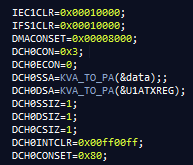 IEC1CLR=0x00010000;
IFS1CLR=0x00010000;
DMACONSET=0x00008000;
DCH0CON=0x3;
DCH0ECON=0;
DCH0SSA=KVA_TO_PA(&data);;
DCH0DSA=KVA_TO_PA(&U1ATXREG);
DCH0SSIZ=1;
DCH0DSIZ=1;
DCH0CSIZ=1;
DCH0INTCLR=0x00ff00ff;
DCH0CONSET=0x80;